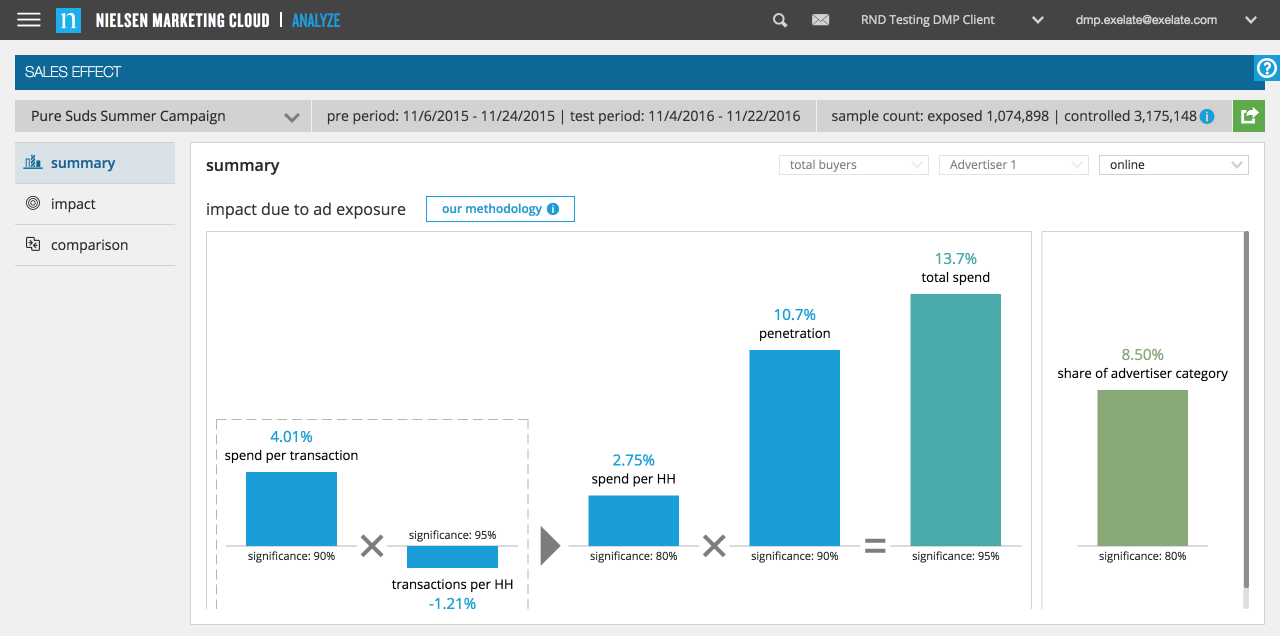 n NIELSEN MARKETING CLOUD | ANALYZE
RND Testing DMP Client
dmp.exelate@exelate.com
SALES EFFECT
?
Pure Suds Summer Campaign
pre period: 11/6/2015 - 11/24/2015 | test period: 11/4/2016 - 11/22/2016
sample count: exposed 1,074,898 | controlled 3,175,148 i
summary
impact
comparison
summary
total buyers
Advertiser 1
online
impact due to ad exposure
our methodology i
13.7%
total spend
10.7%
penetration
8.50%
share of advertiser category
4.01%
spend per transaction
2.75%
spend per HH
significance: 95%
significance: 90%
significance: 80%
significance: 90%
significance: 95%
significance: 80%
transactions per HH
-1.21%